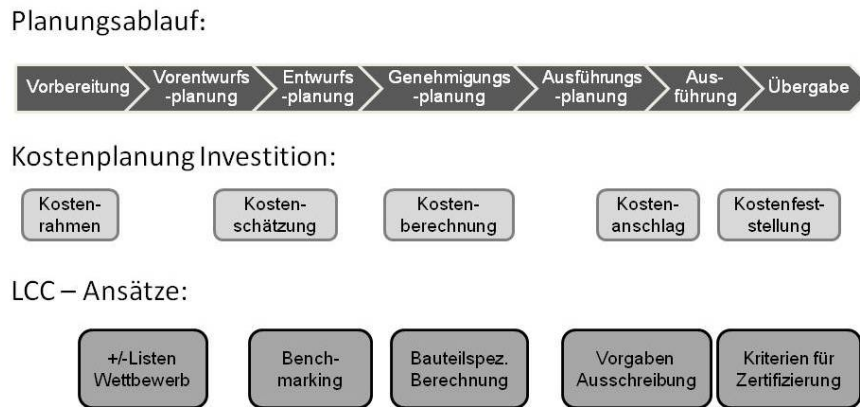 Planungsablauf:
Vorbereitung
Vorentwurfs
-planung
Entwurfs
-planung
Genehmigungs
-planung
Ausführungs
-planung
Aus-
führung
Übergabe
Kostenplanung Investition:
Kosten-
rahmen
Kosten-
schätzung
Kosten-
berechnung
Kosten-
anschlag
Kostenfest-
stellung
LCC – Ansätze:
+/-Listen
Wettbewerb
Bench-
marking
Bauteilspez.
Berechnung
Vorgaben
Ausschreibung
Kriterien für
Zertifizierung